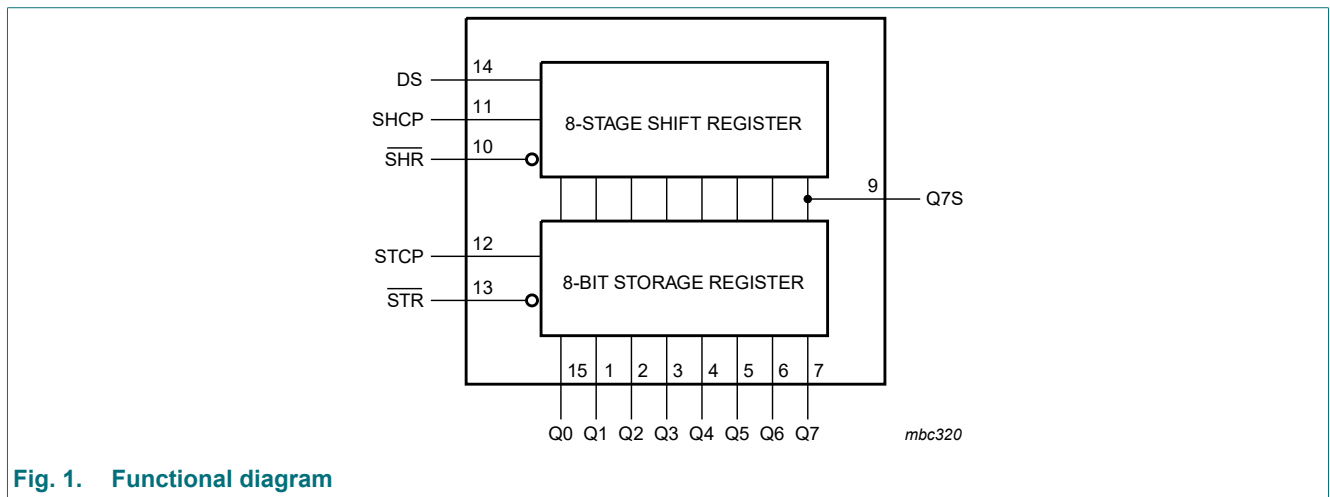 DS 14
SHCP 11
8-STAGE SHIFT REGISTER
S̅H̅R̅ 10
9 Q7S
STCP 12
8-BIT STORAGE REGISTER
S̅T̅R̅ 13
15 1 2 3 4 5 6 7
Q0 Q1 Q2 Q3 Q4 Q5 Q6 Q7 mbc320
Fig. 1. Functional diagram